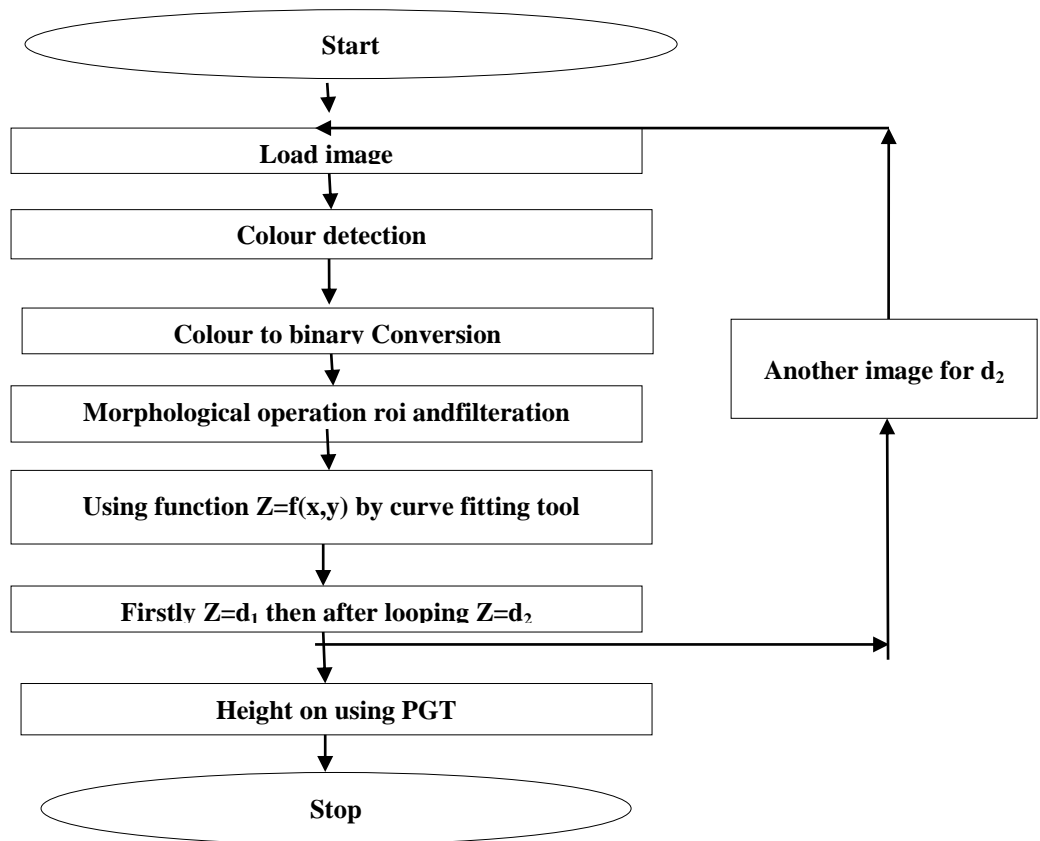 Start
Load image
Colour detection
Colour to binary Conversion
Another image for d₂
Morphological operation roi andfilteration
Using function Z=f(x,y) by curve fitting tool
Firstly Z=d₁ then after looping Z=d₂
Height on using PGT
Stop